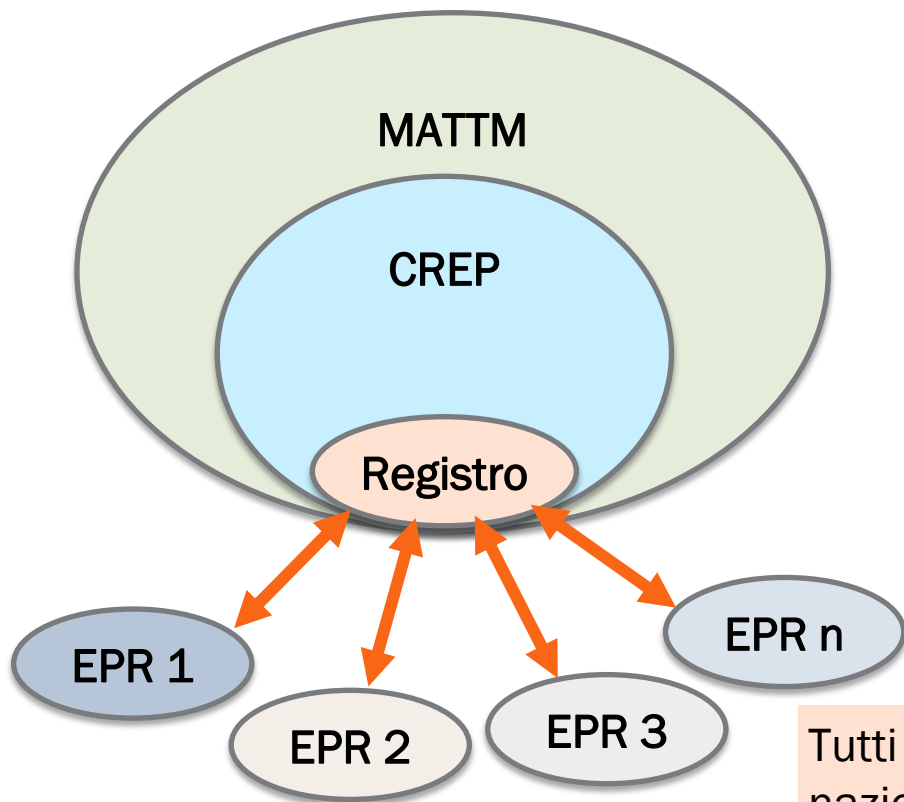 MATTM
CREP
Registro
EPR 1
EPR 2
EPR 3
EPR n
Tutti